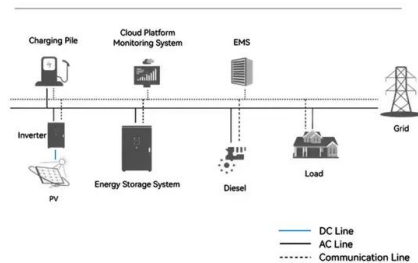 Charging Pile
Cloud Platform
Monitoring System
EMS
Grid
Inverter
PV
Energy Storage System
Diesel
Load
DC Line
AC Line
Communication Line